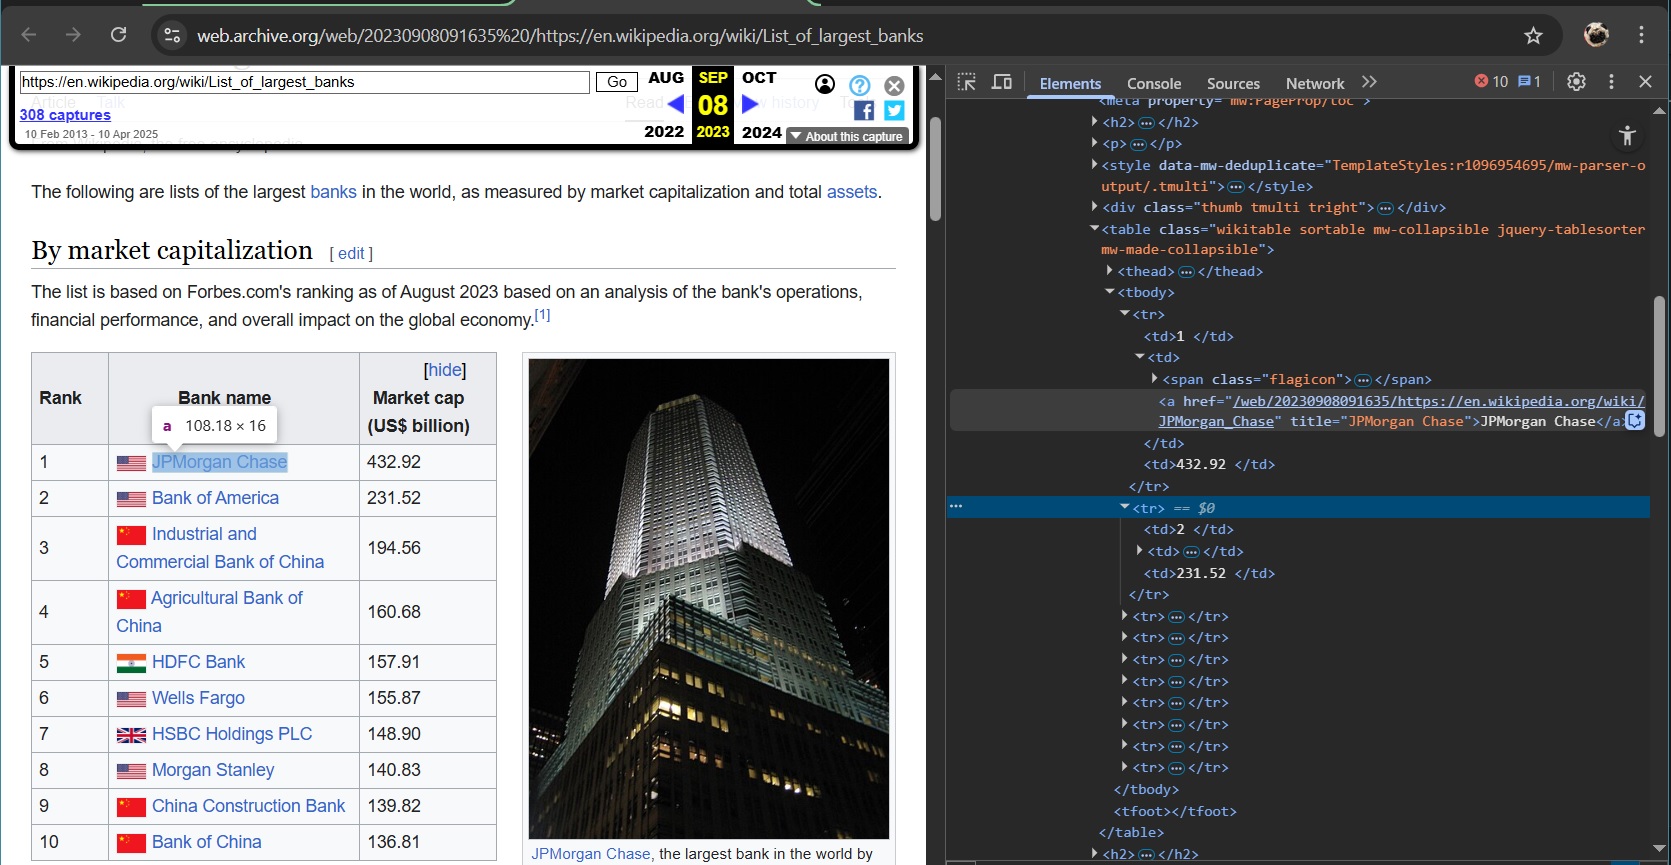 web.archive.org/web/20230908091635%20/https://en.wikipedia.org/wiki/List_of_largest_banks
https://en.wikipedia.org/wiki/List_of_largest_banks
Go
AUG SEP OCT
08
2022 2023 2024
308 captures
10 Feb 2013 - 10 Apr 2025
About this capture
Article Talk
Read
The following are lists of the largest banks in the world, as measured by market capitalization and total assets.
By market capitalization [ edit ]
The list is based on Forbes.com's ranking as of August 2023 based on an analysis of the bank's operations,
financial performance, and overall impact on the global economy.[1]
[hide]
Rank Bank name Market cap
(US$ billion)
a 108.18 × 16
1 JPMorgan Chase 432.92
2 Bank of America 231.52
3 Industrial and
Commercial Bank of China 194.56
4 Agricultural Bank of
China 160.68
5 HDFC Bank 157.91
6 Wells Fargo 155.87
7 HSBC Holdings PLC 148.90
8 Morgan Stanley 140.83
9 China Construction Bank 139.82
10 Bank of China 136.81
JPMorgan Chase, the largest bank in the world by
Elements Console Sources Network 10 1
<meta property="mw:PageProp/toc">
<h2>…</h2>
<p>…</p>
<style data-mw-deduplicate="TemplateStyles:r1096954695/mw-parser-o
utput/.tmulti">…</style>
<div class="thumb tmulti tright">…</div>
<table class="wikitable sortable mw-collapsible jquery-tablesorter
mw-made-collapsible">
<thead>…</thead>
<tbody>
<tr>
<td>1 </td>
<td>
<span class="flagicon">…</span>
<a href="/web/20230908091635/https://en.wikipedia.org/wiki/
JPMorgan_Chase" title="JPMorgan Chase">JPMorgan Chase</a>
</td>
<td>432.92 </td>
</tr>
… <tr> == $0
<td>2 </td>
<td>…</td>
<td>231.52 </td>
</tr>
<tr>…</tr>
<tr>…</tr>
<tr>…</tr>
<tr>…</tr>
<tr>…</tr>
<tr>…</tr>
<tr>…</tr>
<tr>…</tr>
</tbody>
<tfoot></tfoot>
</table>
<h2>…</h2>